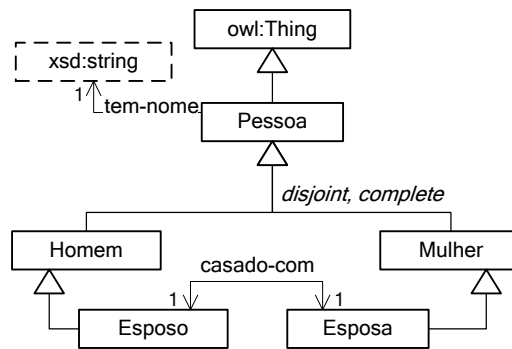 owl:Thing
xsd:string
1
tem-nome
Pessoa
disjoint, complete
Homem
Mulher
casado-com
1
1
Esposo
Esposa